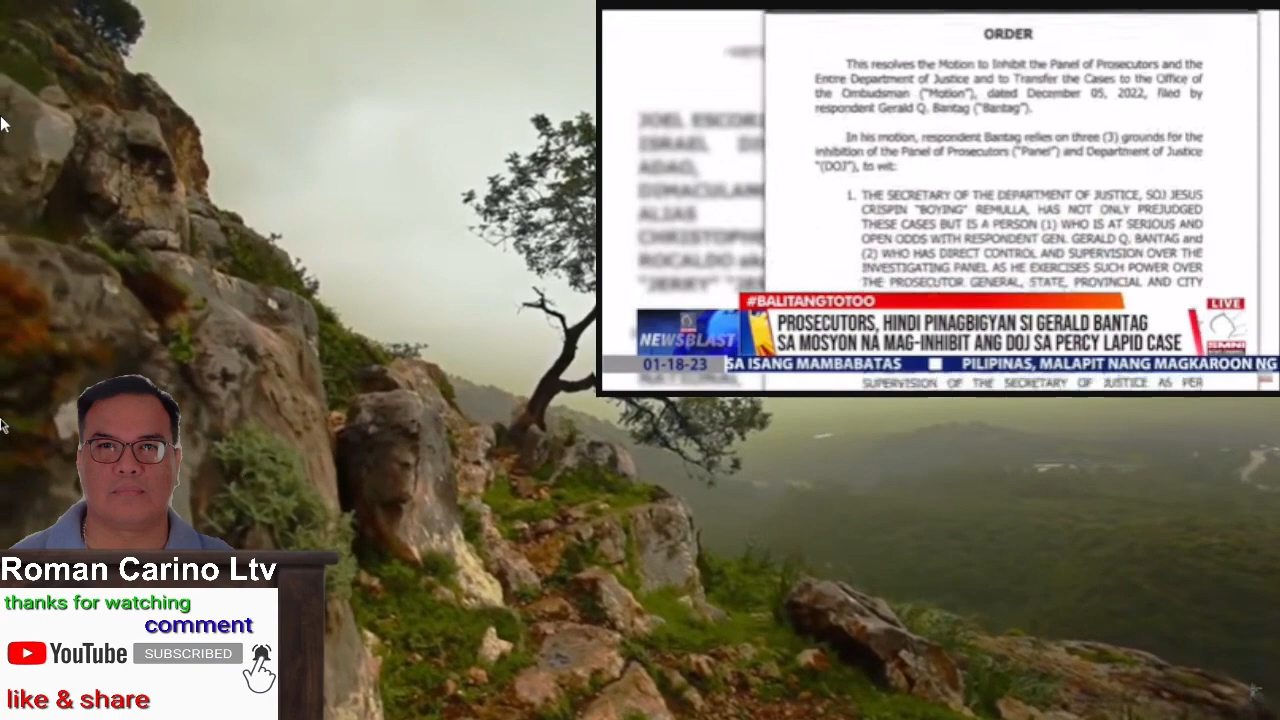 ORDER
This resolves the Motion to Inhibit the Panel of Prosecutors and the
Entire Department of Justice and to Transfer the Cases to the Office of
the Ombudsman ("Motion"), dated December 05, 2022, filed by
respondent Gerald Q. Bantag ("Bantag").
In his motion, respondent Bantag relies on three (3) grounds for the
inhibition of the Panel of Prosecutors ("Panel") and Department of Justice
"(DOJ"), to wit:
1. THE SECRETARY OF THE DEPARTMENT OF JUSTICE, SOJ JESUS
CRISPIN "BOYING" REMULLA, HAS NOT ONLY PREJUDGED
THESE CASES BUT IS A PERSON (1) WHO IS AT SERIOUS AND
OPEN ODDS WITH RESPONDENT GEN. GERALD Q. BANTAG and
(2) WHO HAS DIRECT CONTROL AND SUPERVISION OVER THE
INVESTIGATING PANEL AS HE EXERCISES SUCH POWER OVER
THE PROSECUTOR GENERAL, STATE, PROVINCIAL AND CITY
JOEL
ISRAEL
ADAO,
ALIAS
#BALITANGTOTOO
LIVE
NEWSBLAST
PROSECUTORS, HINDI PINAGBIGYAN SI GERALD BANTAG
SA MOSYON NA MAG-INHIBIT ANG DOJ SA PERCY LAPID CASE
SMNI
01-18-23
SA ISANG MAMBABATAS
PILIPINAS, MALAPIT NANG MAGKAROON NG
SUPERVISION OF THE SECRETARY OF JUSTICE AS PER
Roman Carino Ltv
thanks for watching
comment
YouTube SUBSCRIBED
like & share